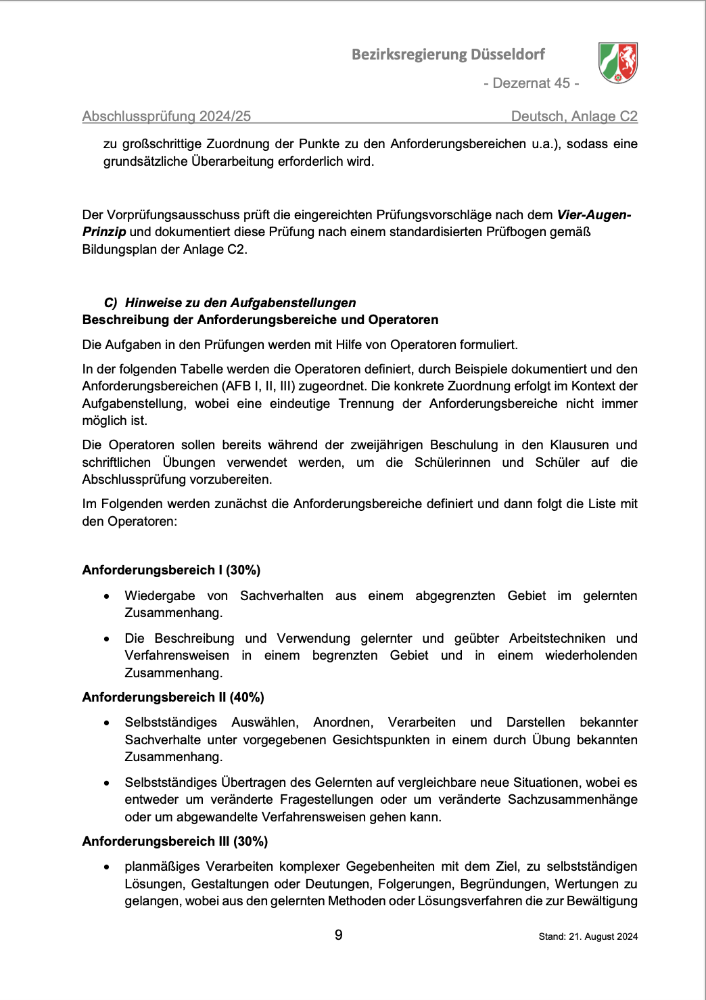 Bezirksregierung Düsseldorf
- Dezernat 45 -
Abschlussprüfung 2024/25 Deutsch, Anlage C2
zu großschrittige Zuordnung der Punkte zu den Anforderungsbereichen u.a.), sodass eine
grundsätzliche Überarbeitung erforderlich wird.
Der Vorprüfungsausschuss prüft die eingereichten Prüfungsvorschläge nach dem Vier-Augen-
Prinzip und dokumentiert diese Prüfung nach einem standardisierten Prüfbogen gemäß
Bildungsplan der Anlage C2.
C) Hinweise zu den Aufgabenstellungen
Beschreibung der Anforderungsbereiche und Operatoren
Die Aufgaben in den Prüfungen werden mit Hilfe von Operatoren formuliert.
In der folgenden Tabelle werden die Operatoren definiert, durch Beispiele dokumentiert und den
Anforderungsbereichen (AFB I, II, III) zugeordnet. Die konkrete Zuordnung erfolgt im Kontext der
Aufgabenstellung, wobei eine eindeutige Trennung der Anforderungsbereiche nicht immer
möglich ist.
Die Operatoren sollen bereits während der zweijährigen Beschulung in den Klausuren und
schriftlichen Übungen verwendet werden, um die Schülerinnen und Schüler auf die
Abschlussprüfung vorzubereiten.
Im Folgenden werden zunächst die Anforderungsbereiche definiert und dann folgt die Liste mit
den Operatoren:
Anforderungsbereich I (30%)
• Wiedergabe von Sachverhalten aus einem abgegrenzten Gebiet im gelernten
Zusammenhang.
• Die Beschreibung und Verwendung gelernter und geübter Arbeitstechniken und
Verfahrensweisen in einem begrenzten Gebiet und in einem wiederholenden
Zusammenhang.
Anforderungsbereich II (40%)
• Selbstständiges Auswählen, Anordnen, Verarbeiten und Darstellen bekannter
Sachverhalte unter vorgegebenen Gesichtspunkten in einem durch Übung bekannten
Zusammenhang.
• Selbstständiges Übertragen des Gelernten auf vergleichbare neue Situationen, wobei es
entweder um veränderte Fragestellungen oder um veränderte Sachzusammenhänge
oder um abgewandelte Verfahrensweisen gehen kann.
Anforderungsbereich III (30%)
• planmäßiges Verarbeiten komplexer Gegebenheiten mit dem Ziel, zu selbstständigen
Lösungen, Gestaltungen oder Deutungen, Folgerungen, Begründungen, Wertungen zu
gelangen, wobei aus den gelernten Methoden oder Lösungsverfahren die zur Bewältigung
9
Stand: 21. August 2024